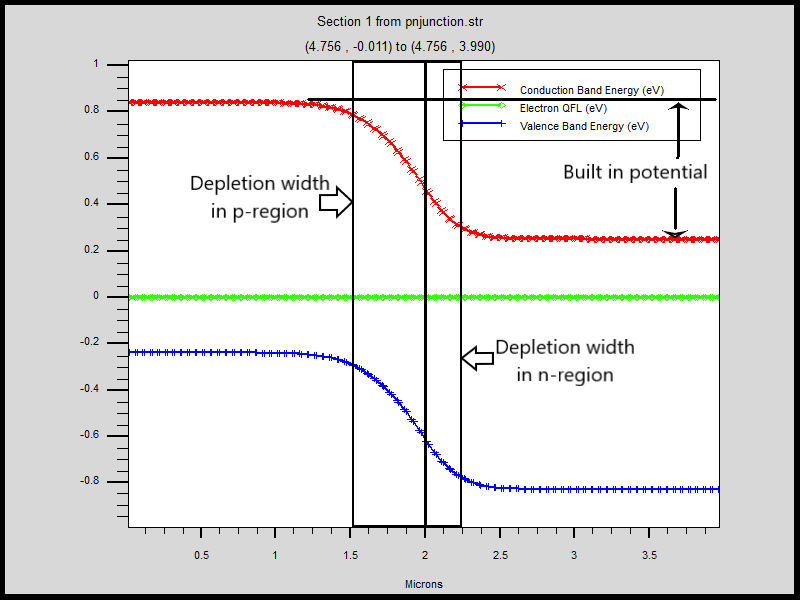 Section 1 from pnjunction.str
(4.756 , -0.011) to (4.756 , 3.990)
1
0.8
0.6
0.4
0.2
0
-0.2
-0.4
-0.6
-0.8
Conduction Band Energy (eV)
Electron QFL (eV)
Valence Band Energy (eV)
Built in potential
Depletion width
in p-region
Depletion width
in n-region
0.5 1 1.5 2 2.5 3 3.5
Microns